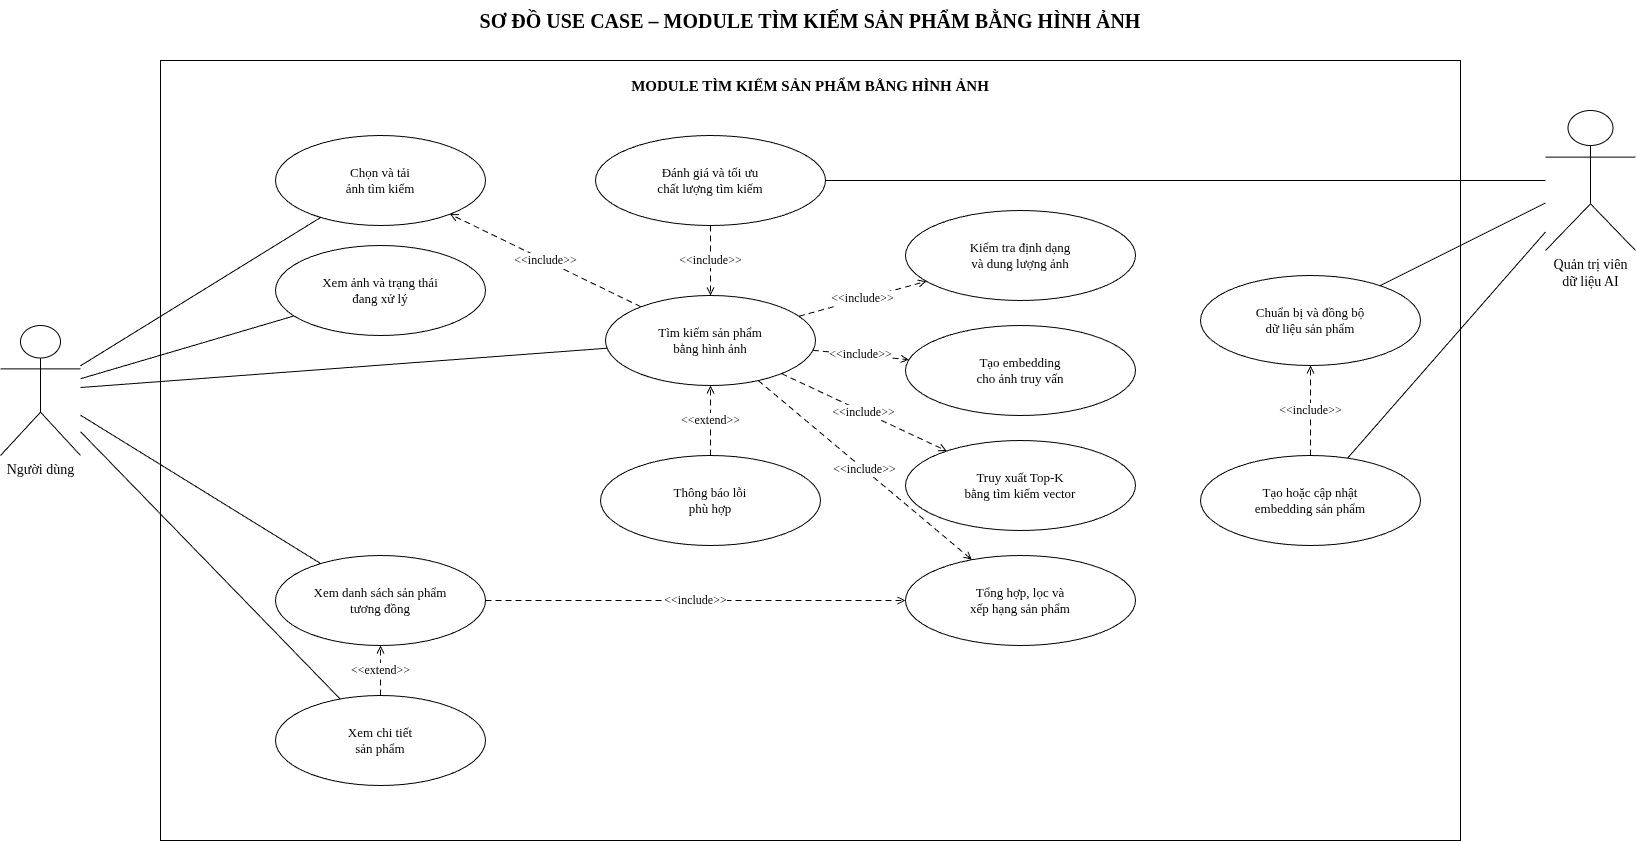 SƠ ĐỒ USE CASE – MODULE TÌM KIẾM SẢN PHẨM BẰNG HÌNH ẢNH
MODULE TÌM KIẾM SẢN PHẨM BẰNG HÌNH ẢNH
Chọn và tải
ảnh tìm kiếm
Đánh giá và tối ưu
chất lượng tìm kiếm
Kiểm tra định dạng
và dung lượng ảnh
<<include>>
<<include>>
Quản trị viên
dữ liệu AI
Xem ảnh và trạng thái
đang xử lý
<<include>>
Chuẩn bị và đồng bộ
dữ liệu sản phẩm
Tìm kiếm sản phẩm
bằng hình ảnh
<<include>>
Tạo embedding
cho ảnh truy vấn
<<include>>
<<include>>
<<extend>>
Người dùng
<<include>>
Truy xuất Top-K
bằng tìm kiếm vector
Thông báo lỗi
phù hợp
Tạo hoặc cập nhật
embedding sản phẩm
Xem danh sách sản phẩm
tương đồng
<<include>>
Tổng hợp, lọc và
xếp hạng sản phẩm
<<extend>>
Xem chi tiết
sản phẩm